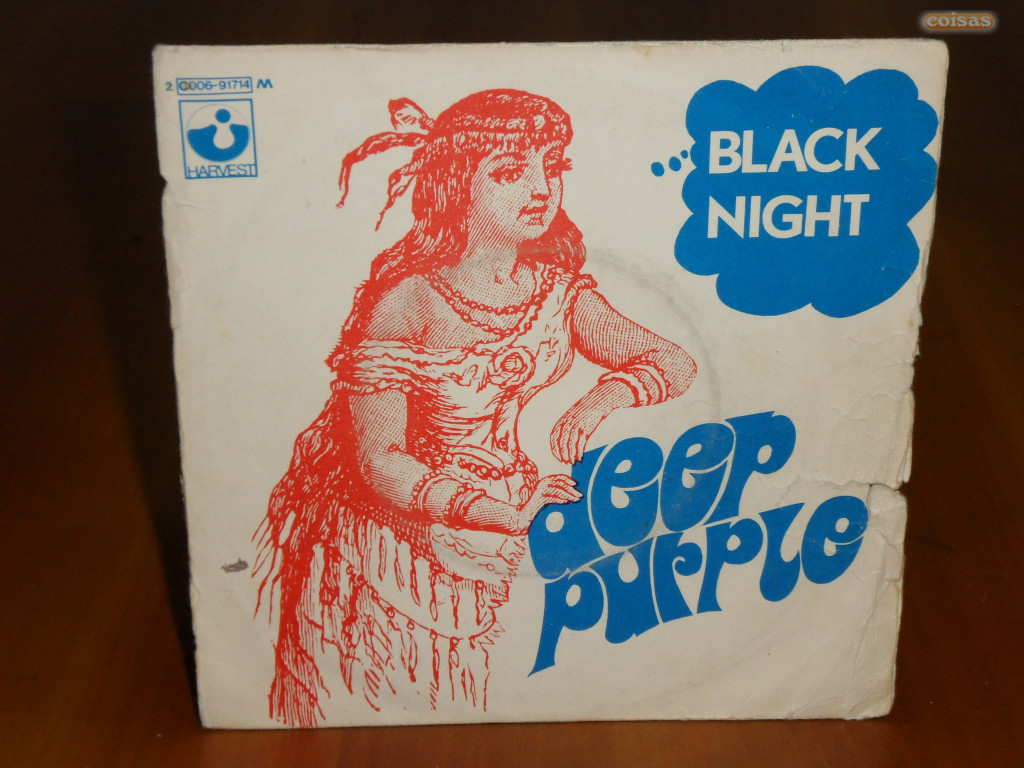 coisas
2 C006-91714 M
HARVEST
BLACK
NIGHT
deep
purple